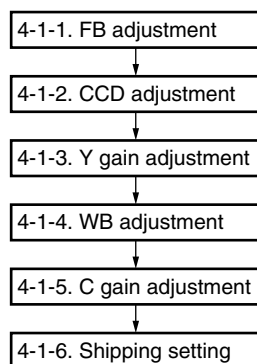 4-1-1. FB adjustment
4-1-2. CCD adjustment
4-1-3. Y gain adjustment
4-1-4. WB adjustment
4-1-5. C gain adjustment
4-1-6. Shipping setting